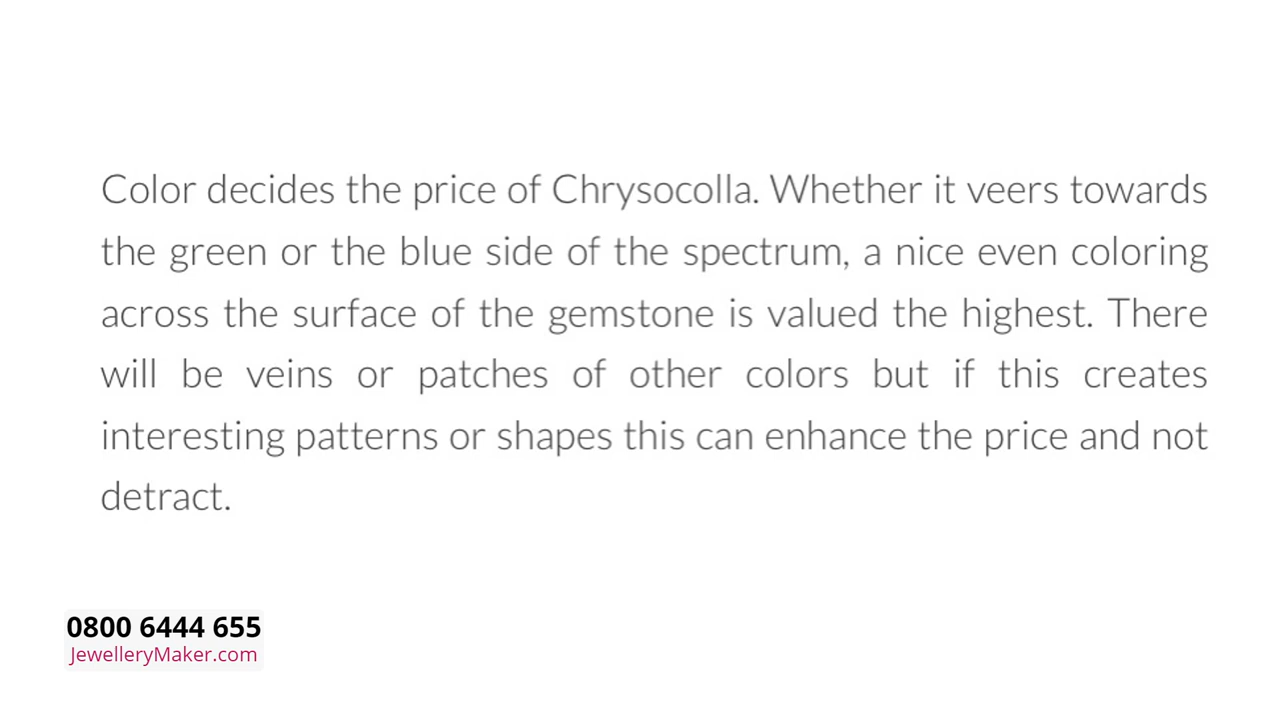 Color decides the price of Chrysocolla. Whether it veers towards
the green or the blue side of the spectrum, a nice even coloring
across the surface of the gemstone is valued the highest. There
will be veins or patches of other colors but if this creates
interesting patterns or shapes this can enhance the price and not
detract.
0800 6444 655
JewelleryMaker.com